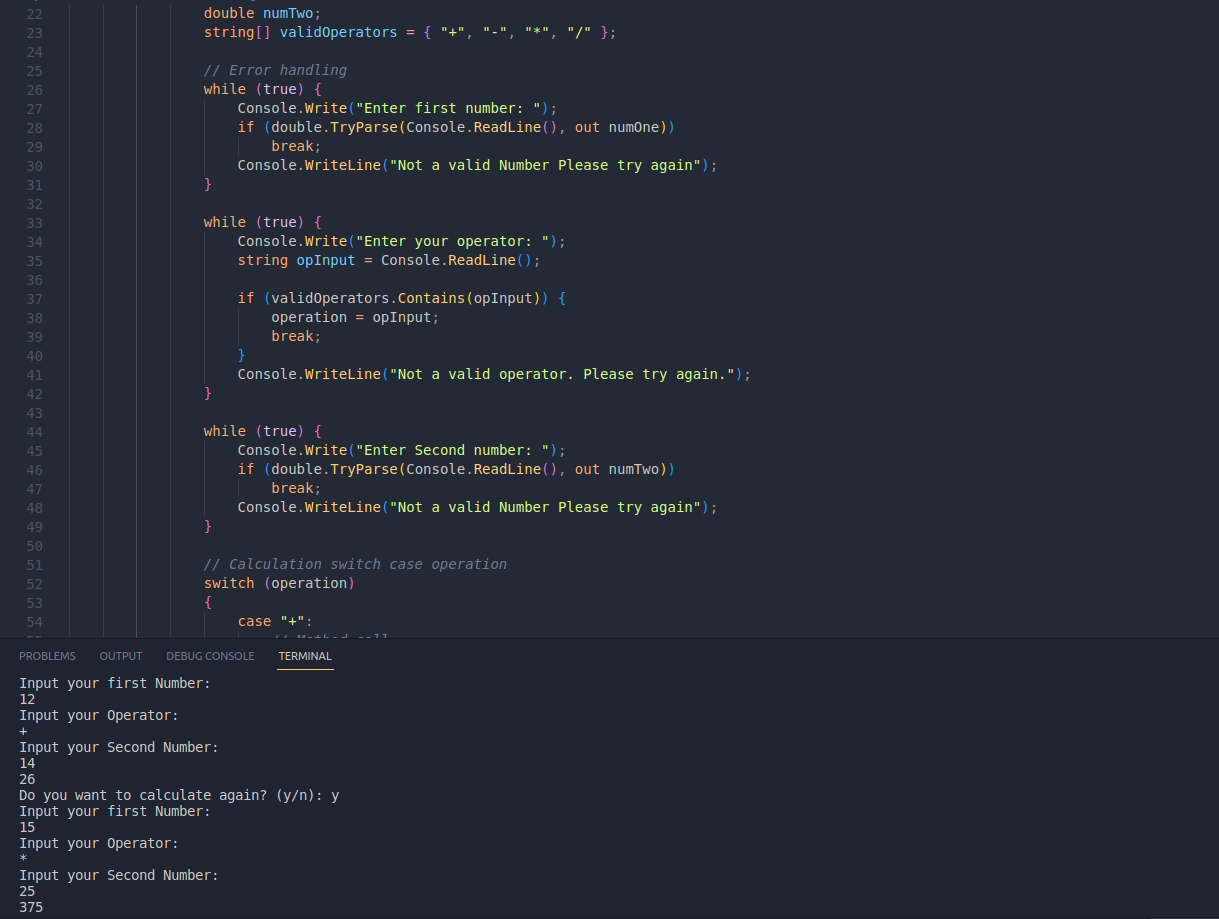 22 double numTwo;
23 string[] validOperators = { "+", "-", "*", "/" };
24
25 // Error handling
26 while (true) {
27 Console.Write("Enter first number: ");
28 if (double.TryParse(Console.ReadLine(), out numOne))
29 break;
30 Console.WriteLine("Not a valid Number Please try again");
31 }
32
33 while (true) {
34 Console.Write("Enter your operator: ");
35 string opInput = Console.ReadLine();
36
37 if (validOperators.Contains(opInput)) {
38 operation = opInput;
39 break;
40 }
41 Console.WriteLine("Not a valid operator. Please try again.");
42 }
43
44 while (true) {
45 Console.Write("Enter Second number: ");
46 if (double.TryParse(Console.ReadLine(), out numTwo))
47 break;
48 Console.WriteLine("Not a valid Number Please try again");
49 }
50
51 // Calculation switch case operation
52 switch (operation)
53 {
54 case "+":
55 // Method call
PROBLEMS OUTPUT DEBUG CONSOLE TERMINAL
Input your first Number:
12
Input your Operator:
+
Input your Second Number:
14
26
Do you want to calculate again? (y/n): y
Input your first Number:
15
Input your Operator:
*
Input your Second Number:
25
375